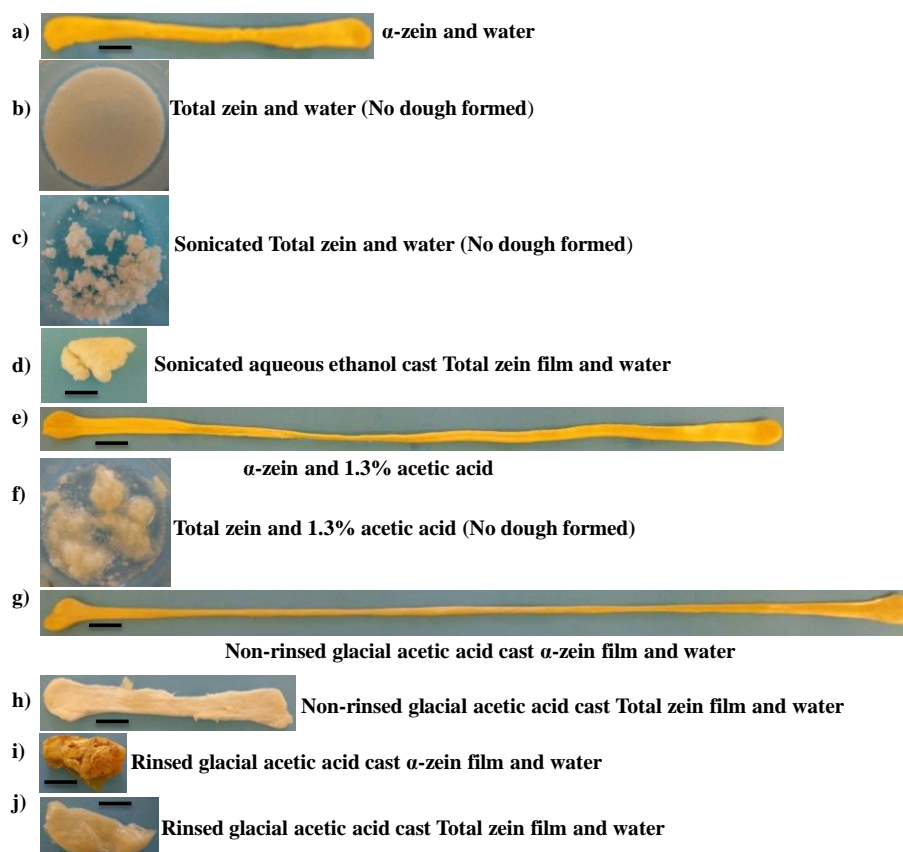 a) α-zein and water
b) Total zein and water (No dough formed)
c) Sonicated Total zein and water (No dough formed)
d) Sonicated aqueous ethanol cast Total zein film and water
e)
α-zein and 1.3% acetic acid
f) Total zein and 1.3% acetic acid (No dough formed)
g)
Non-rinsed glacial acetic acid cast α-zein film and water
h) Non-rinsed glacial acetic acid cast Total zein film and water
i) Rinsed glacial acetic acid cast α-zein film and water
j) Rinsed glacial acetic acid cast Total zein film and water